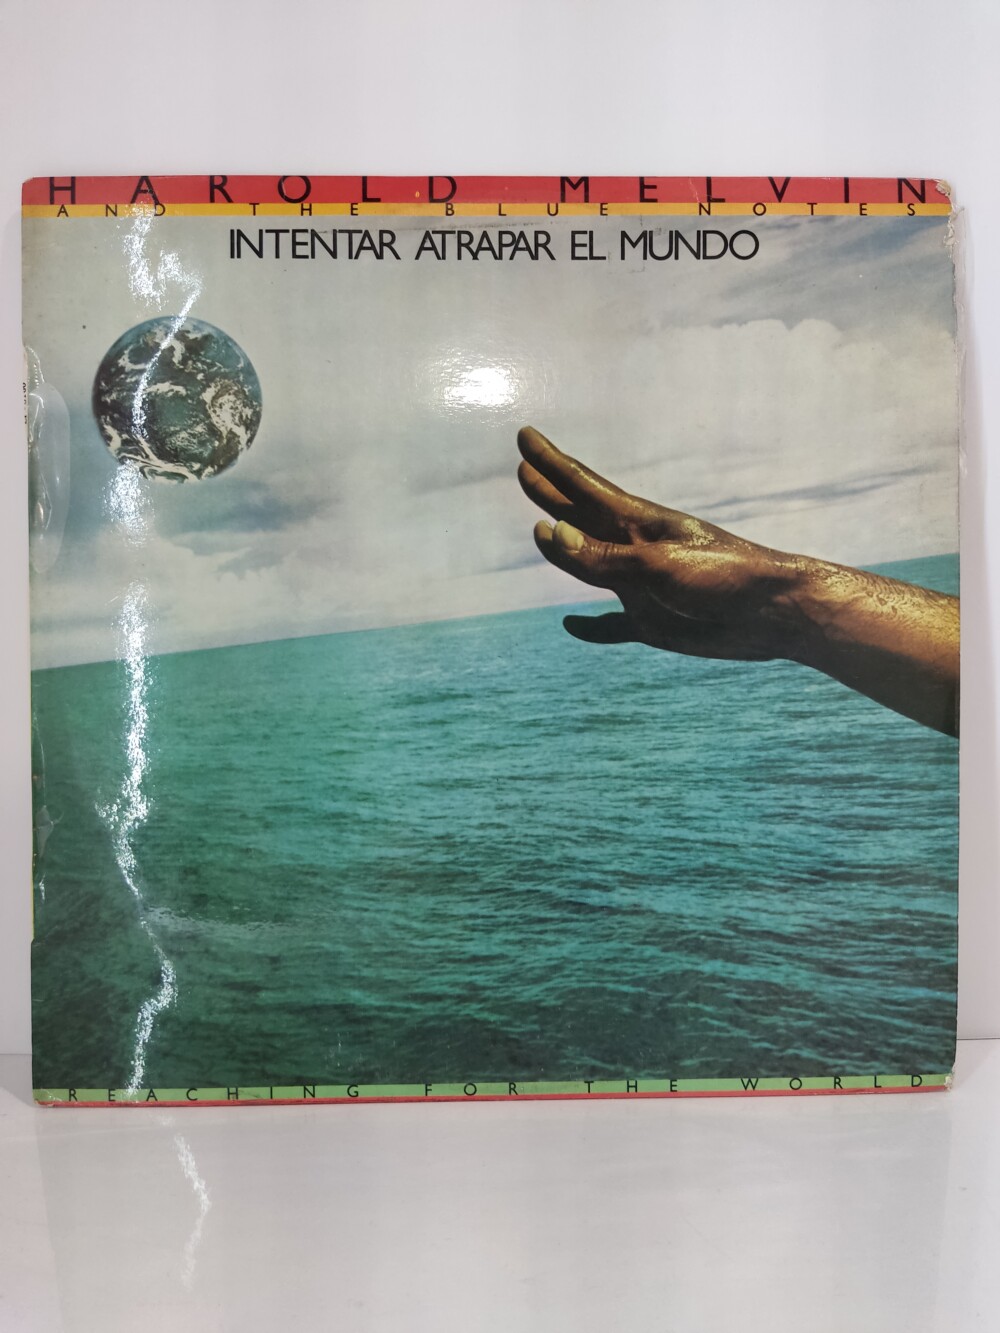 HAROLD MELVIN
AND THE BLUE NOTES
INTENTAR ATRAPAR EL MUNDO
REACHING FOR THE WORLD